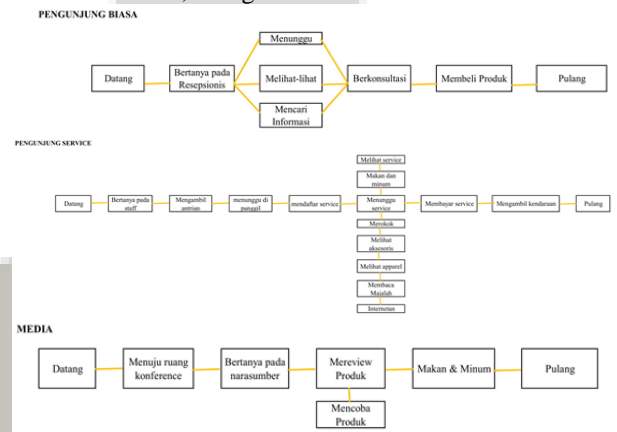 PENGUNJUNG BIASA
Menunggu
Datang
Bertanya pada
Resepsionis
Melihat-lihat
Berkonsultasi
Membeli Produk
Pulang
Mencari
Informasi
PENGUNJUNG SERVICE
Melihat service
Makan dan
minum
Datang
Bertanya pada
staff
Mengambil
antrian
menunggu di
panggil
mendaftar service
Menunggu
service
Membayar service
Mengambil kendaraan
Pulang
Merokok
Melihat
aksesoris
Melihat apparel
Membaca
Majalah
Internetan
MEDIA
Datang
Menuju ruang
konference
Bertanya pada
narasumber
Mereview
Produk
Makan & Minum
Pulang
Mencoba
Produk